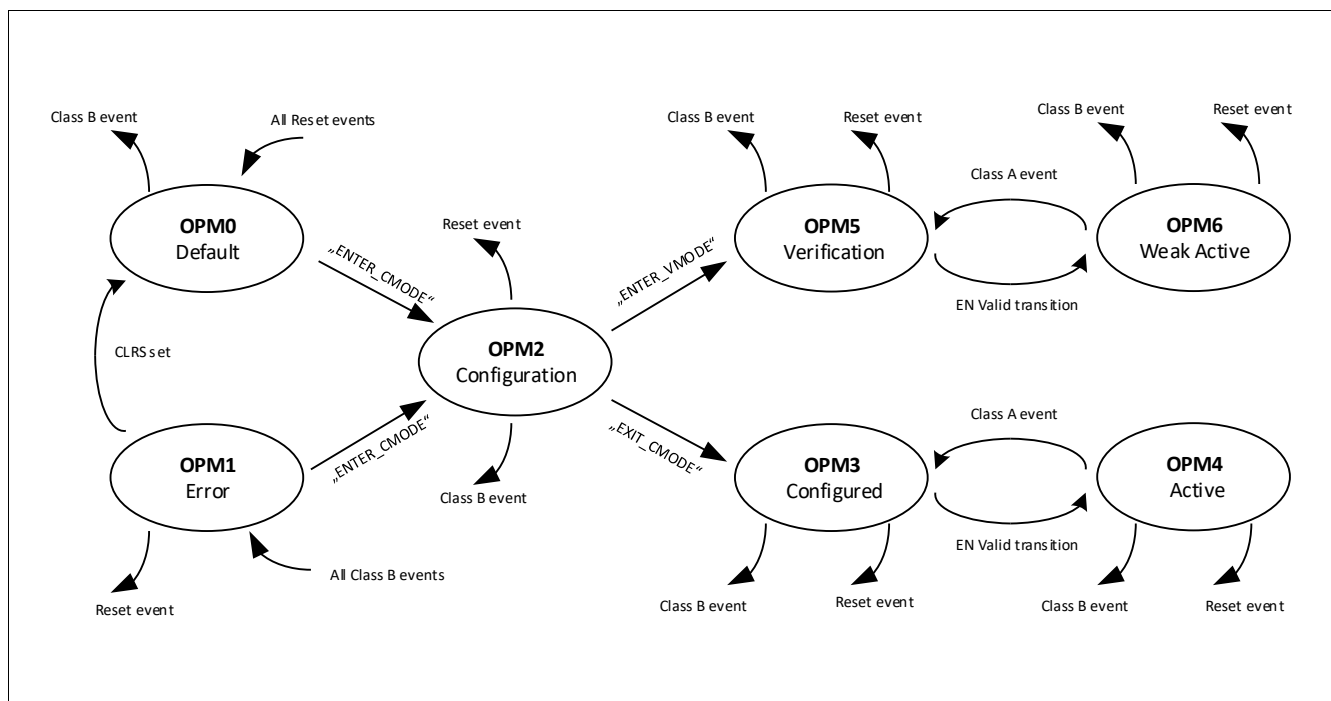 Class B event
All Reset events
OPM0
Default
CLRS set
„ENTER_CMODE“
OPM1
Error
„ENTER_CMODE“
Reset event
All Class B events
Reset event
OPM2
Configuration
Class B event
„ENTER_VMODE“
„EXIT_CMODE“
Class B event
Reset event
OPM5
Verification
Class A event
EN Valid transition
Class B event
Reset event
OPM6
Weak Active
OPM3
Configured
Class B event
Reset event
Class A event
EN Valid transition
OPM4
Active
Class B event
Reset event